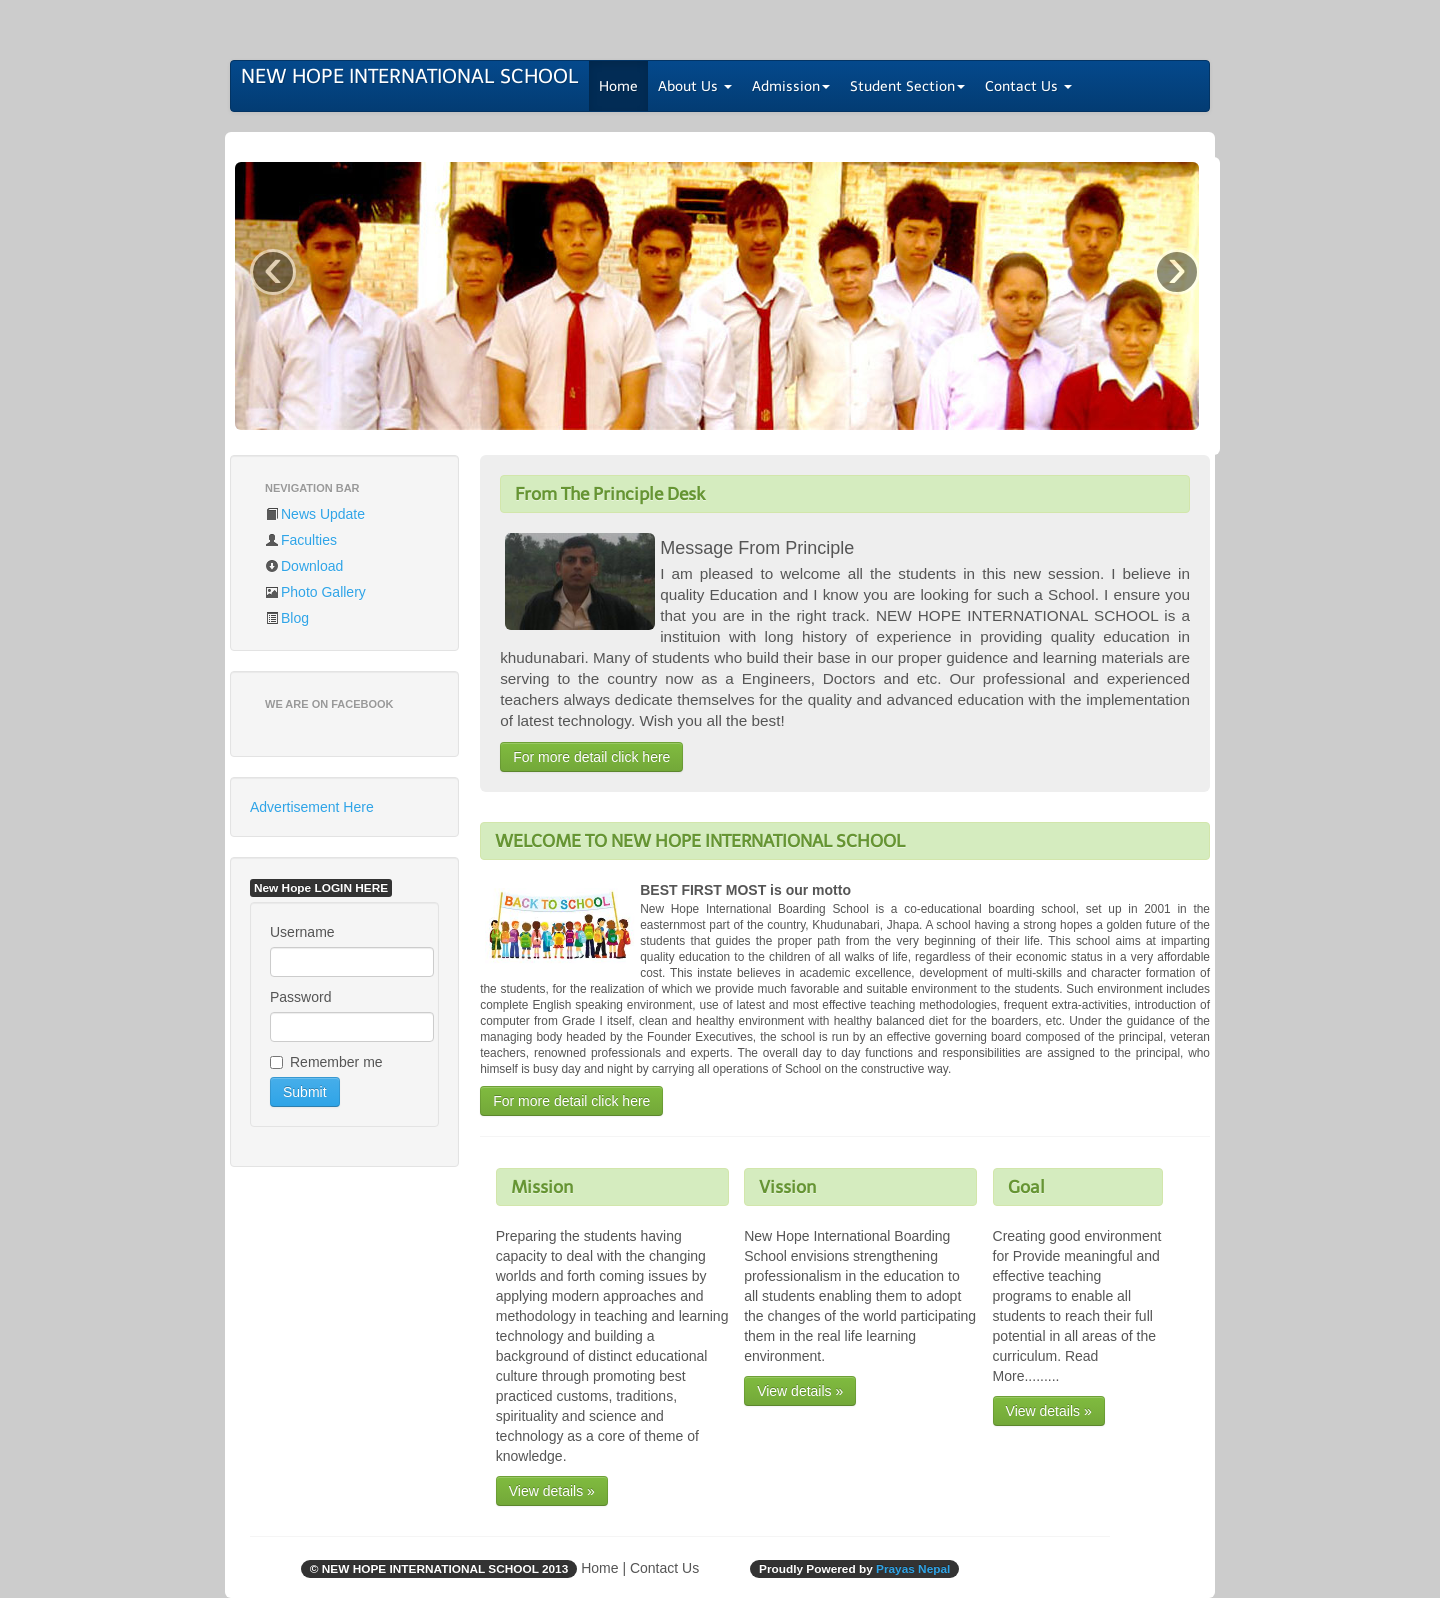 NEW HOPE INTERNATIONAL SCHOOL
Home
About Us
Admission
Student Section
Contact Us
NEVIGATION BAR
News Update
Faculties
Download
Photo Gallery
Blog
WE ARE ON FACEBOOK
Advertisement Here
New Hope LOGIN HERE
Username
Password
Remember me
Submit
From The Principle Desk
Message From Principle
I am pleased to welcome all the students in this new session. I believe in
quality Education and I know you are looking for such a School. I ensure you
that you are in the right track. NEW HOPE INTERNATIONAL SCHOOL is a
instituion with long history of experience in providing quality education in
khudunabari. Many of students who build their base in our proper guidence and learning materials are
serving to the country now as a Engineers, Doctors and etc. Our professional and experienced
teachers always dedicate themselves for the quality and advanced education with the implementation
of latest technology. Wish you all the best!
For more detail click here
WELCOME TO NEW HOPE INTERNATIONAL SCHOOL
BACK TO SCHOOL
BEST FIRST MOST is our motto
New Hope International Boarding School is a co-educational boarding school, set up in 2001 in the
easternmost part of the country, Khudunabari, Jhapa. A school having a strong hopes a golden future of the
students that guides the proper path from the very beginning of their life. This school aims at imparting
quality education to the children of all walks of life, regardless of their economic status in a very affordable
cost. This instate believes in academic excellence, development of multi-skills and character formation of
the students, for the realization of which we provide much favorable and suitable environment to the students. Such environment includes
complete English speaking environment, use of latest and most effective teaching methodologies, frequent extra-activities, introduction of
computer from Grade I itself, clean and healthy environment with healthy balanced diet for the boarders, etc. Under the guidance of the
managing body headed by the Founder Executives, the school is run by an effective governing board composed of the principal, veteran
teachers, renowned professionals and experts. The overall day to day functions and responsibilities are assigned to the principal, who
himself is busy day and night by carrying all operations of School on the constructive way.
For more detail click here
Mission
Preparing the students having
capacity to deal with the changing
worlds and forth coming issues by
applying modern approaches and
methodology in teaching and learning
technology and building a
background of distinct educational
culture through promoting best
practiced customs, traditions,
spirituality and science and
technology as a core of theme of
knowledge.
View details »
Vission
New Hope International Boarding
School envisions strengthening
professionalism in the education to
all students enabling them to adopt
the changes of the world participating
them in the real life learning
environment.
View details »
Goal
Creating good environment
for Provide meaningful and
effective teaching
programs to enable all
students to reach their full
potential in all areas of the
curriculum. Read
More.........
View details »
© NEW HOPE INTERNATIONAL SCHOOL 2013 Home | Contact Us
Proudly Powered by Prayas Nepal